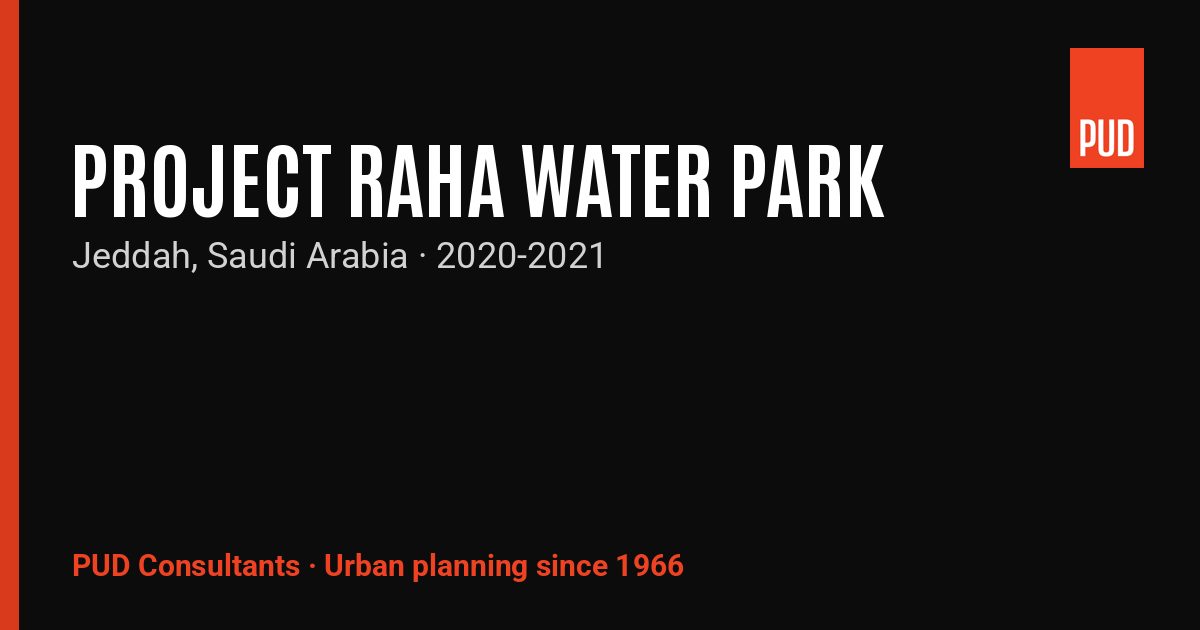 PUD
PROJECT RAHA WATER PARK
Jeddah, Saudi Arabia · 2020-2021
PUD Consultants · Urban planning since 1966